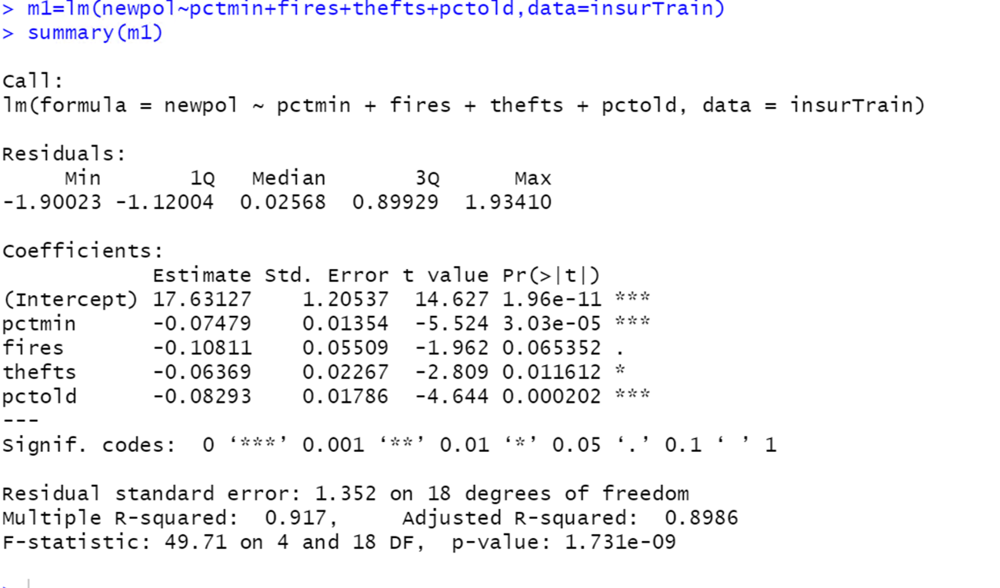 > m1=lm(newpol~pctmin+fires+thefts+pctold,data=insurTrain)
> summary(m1)
Call:
lm(formula = newpol ~ pctmin + fires + thefts + pctold, data = insurTrain)
Residuals:
Min 1Q Median 3Q Max
-1.90023 -1.12004 0.02568 0.89929 1.93410
Coefficients:
Estimate Std. Error t value Pr(>|t|)
(Intercept) 17.63127 1.20537 14.627 1.96e-11 ***
pctmin -0.07479 0.01354 -5.524 3.03e-05 ***
fires -0.10811 0.05509 -1.962 0.065352 .
thefts -0.06369 0.02267 -2.809 0.011612 *
pctold -0.08293 0.01786 -4.644 0.000202 ***
---
Signif. codes: 0 ‘***’ 0.001 ‘**’ 0.01 ‘*’ 0.05 ‘.’ 0.1 ‘ ’ 1
Residual standard error: 1.352 on 18 degrees of freedom
Multiple R-squared: 0.917, Adjusted R-squared: 0.8986
F-statistic: 49.71 on 4 and 18 DF, p-value: 1.731e-09
>